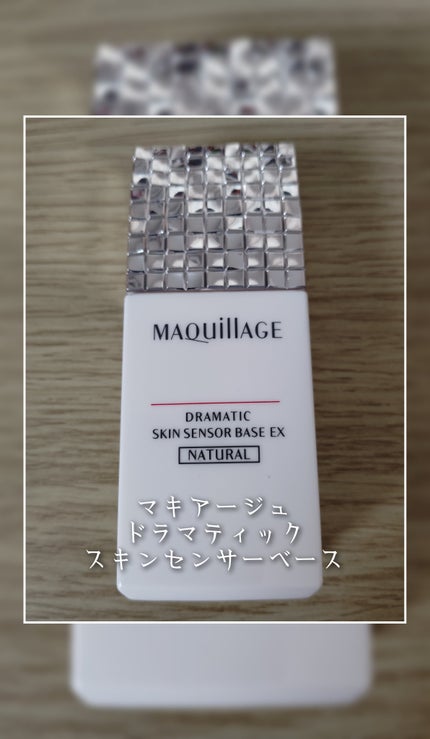 MAQuillAGE
DRAMATIC
SKIN SENSOR BASE EX
NATURAL
マキアージュ
ドラマティック
スキンセンサーベース